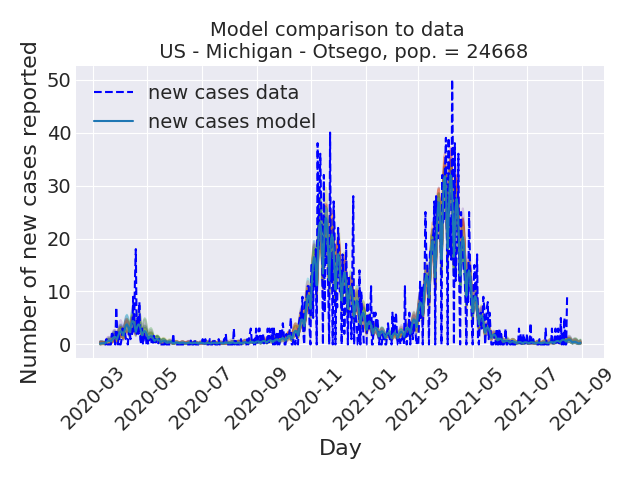 Model comparison to data
US - Michigan - Otsego, pop. = 24668
Number of new cases reported
50
40
30
20
10
0
new cases data
new cases model
2020-03
2020-05
2020-07
2020-09
2020-11
2021-01
2021-03
2021-05
2021-07
2021-09
Day